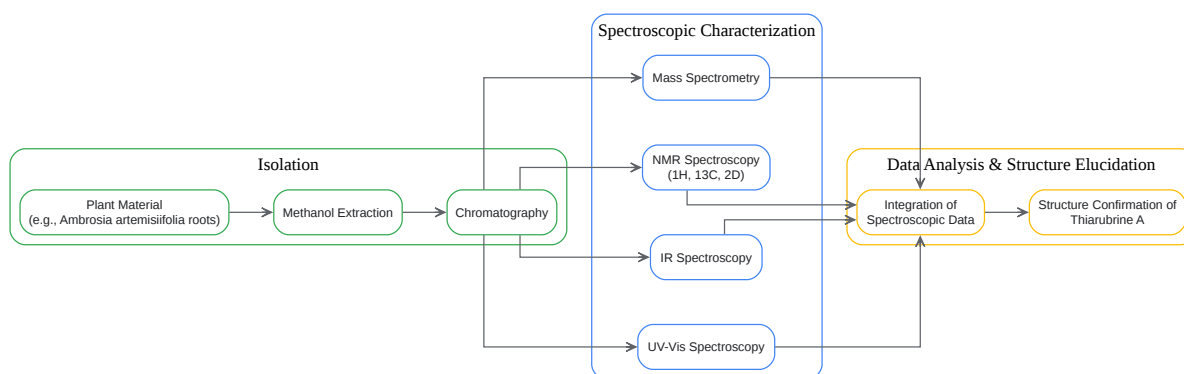 Isolation
Plant Material
(e.g., Ambrosia artemisiifolia roots)
Methanol Extraction
Chromatography
Spectroscopic Characterization
Mass Spectrometry
NMR Spectroscopy
(1H, 13C, 2D)
IR Spectroscopy
UV-Vis Spectroscopy
Data Analysis & Structure Elucidation
Integration of
Spectroscopic Data
Structure Confirmation of
Thiarubrine A